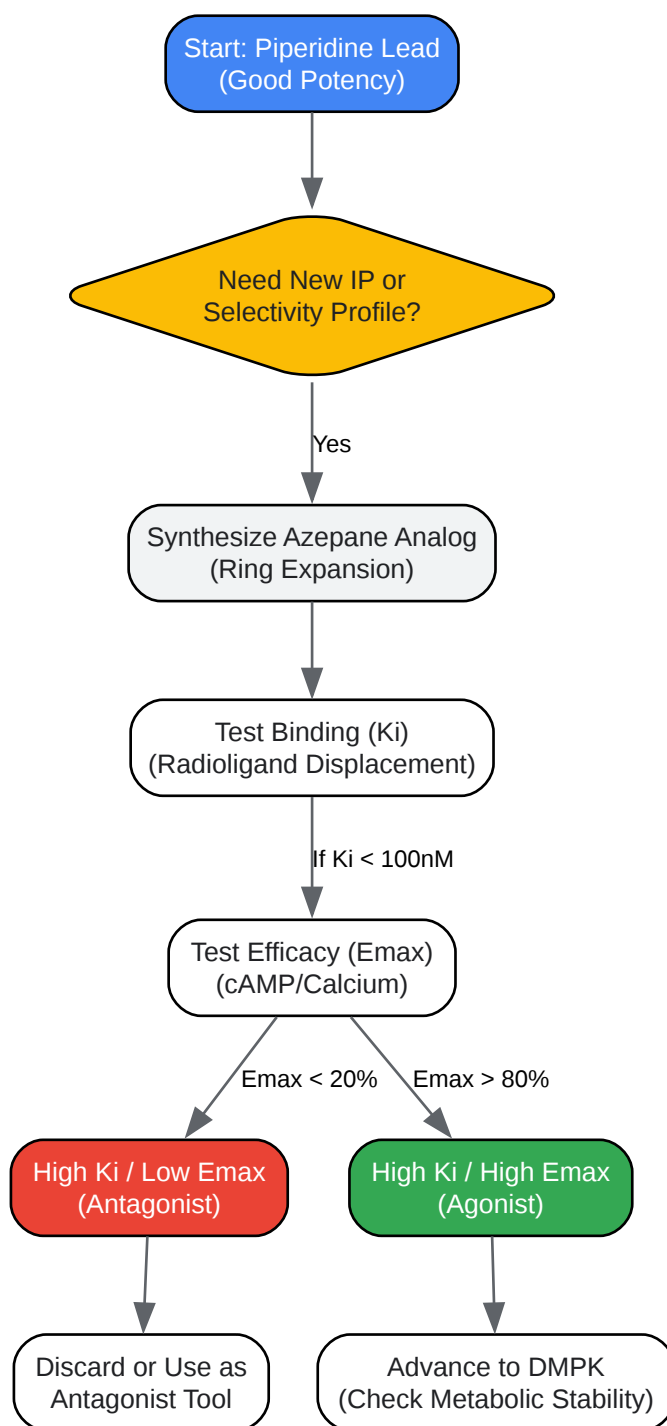 Start: Piperidine Lead
(Good Potency)
Need New IP or
Selectivity Profile?
Yes
Synthesize Azepane Analog
(Ring Expansion)
Test Binding (Ki)
(Radioligand Displacement)
If Ki < 100nM
Test Efficacy (Emax)
(cAMP/Calcium)
Emax < 20%
Emax > 80%
High Ki / Low Emax
(Antagonist)
High Ki / High Emax
(Agonist)
Discard or Use as
Antagonist Tool
Advance to DMPK
(Check Metabolic Stability)